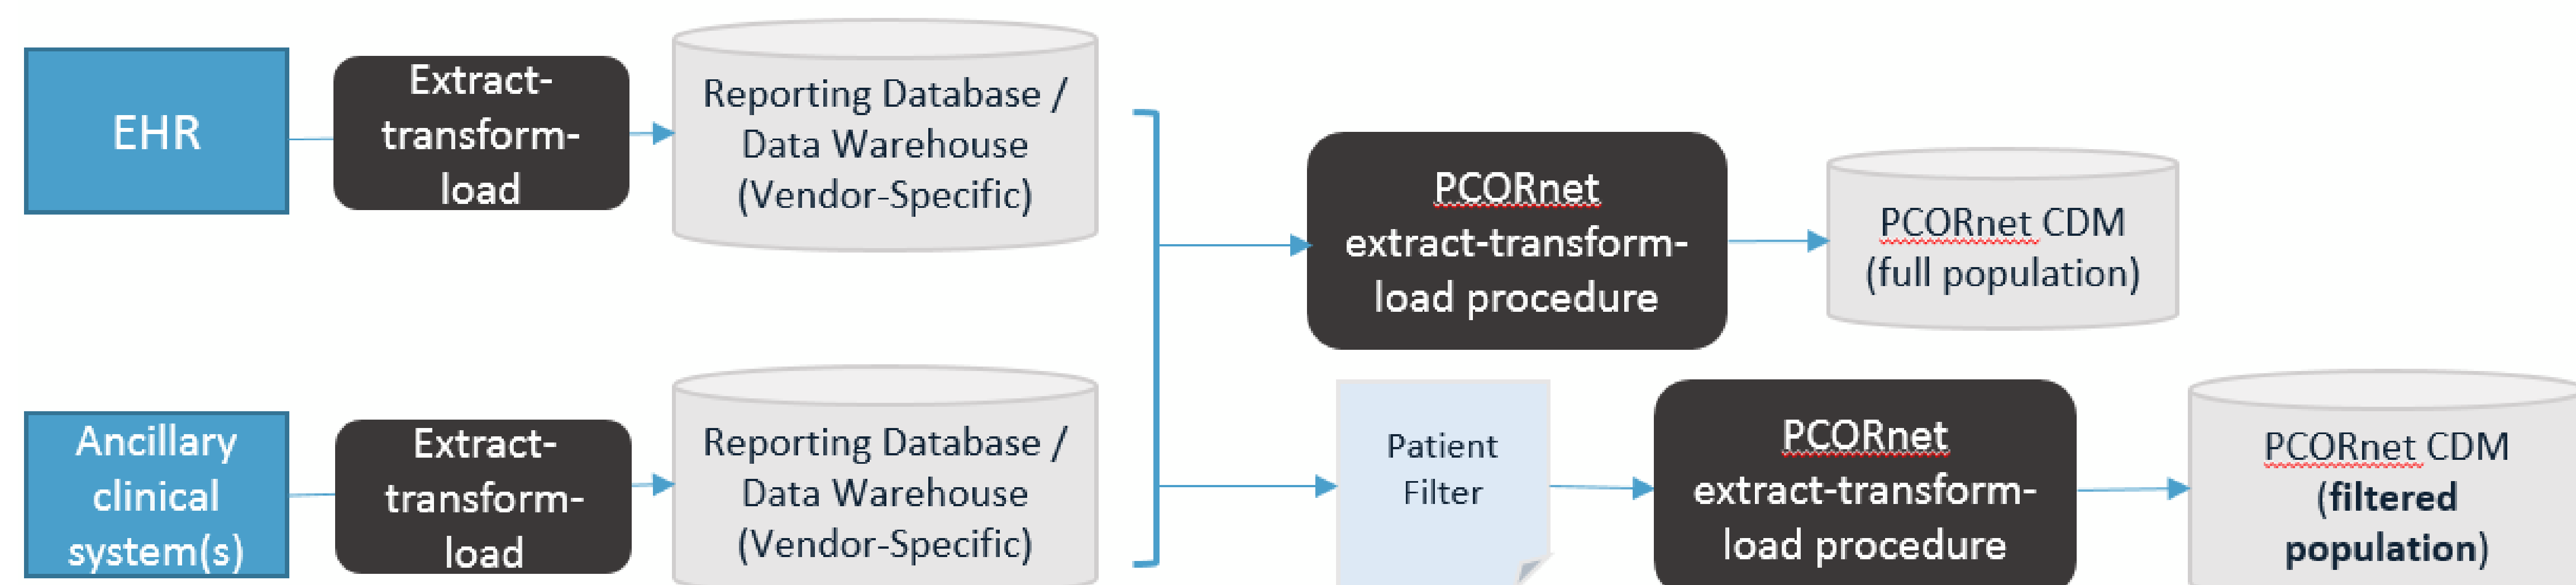 EHR
Extract-
transform-
load
Reporting Database /
Data Warehouse
(Vendor-Specific)
PCORnet
extract-transform-
load procedure
PCORnet CDM
(full population)
Ancillary
clinical
system(s)
Extract-
transform-
load
Reporting Database /
Data Warehouse
(Vendor-Specific)
Patient
Filter
PCORnet
extract-transform-
load procedure
PCORnet CDM
(filtered
population)